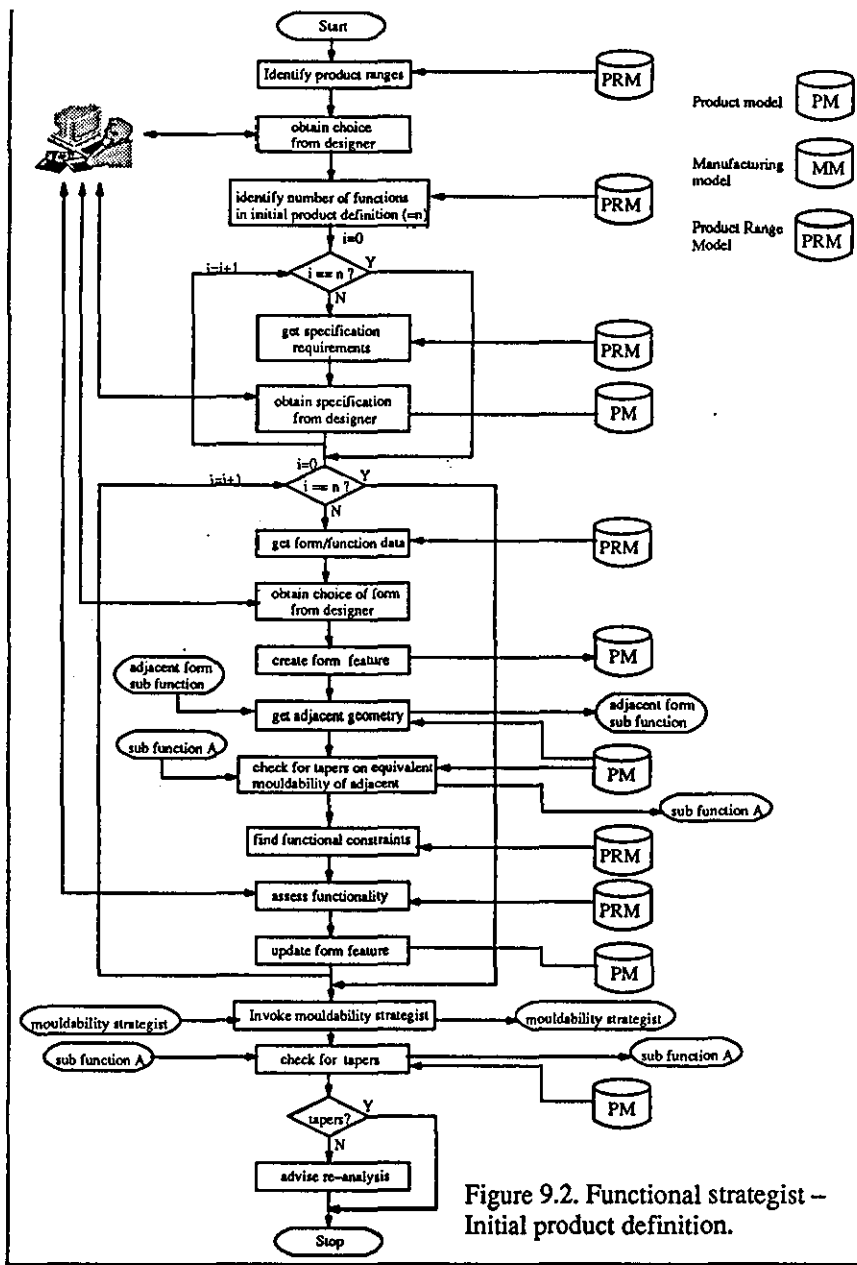 Start
Identify product ranges
PRM
Product model
PM
obtain choice
from designer
Manufacturing
model
MM
identify number of functions
in initial product definition (=n)
PRM
Product Range
Model
PRM
i=0
i=i+1
i == n ?
Y
N
get specification
requirements
PRM
obtain specification
from designer
PM
i=0
i=i+1
i == n ?
Y
N
get form/function data
PRM
obtain choice of form
from designer
create form feature
PM
adjacent form
sub function
get adjacent geometry
adjacent form
sub function
sub function A
check for tapers on equivalent
mouldability of adjacent
PM
sub function A
find functional constraints
PRM
assess functionality
PRM
update form feature
PM
mouldability strategist
Invoke mouldability strategist
mouldability strategist
sub function A
check for tapers
sub function A
PM
tapers?
Y
N
advise re-analysis
Stop
Figure 9.2. Functional strategist –
Initial product definition.